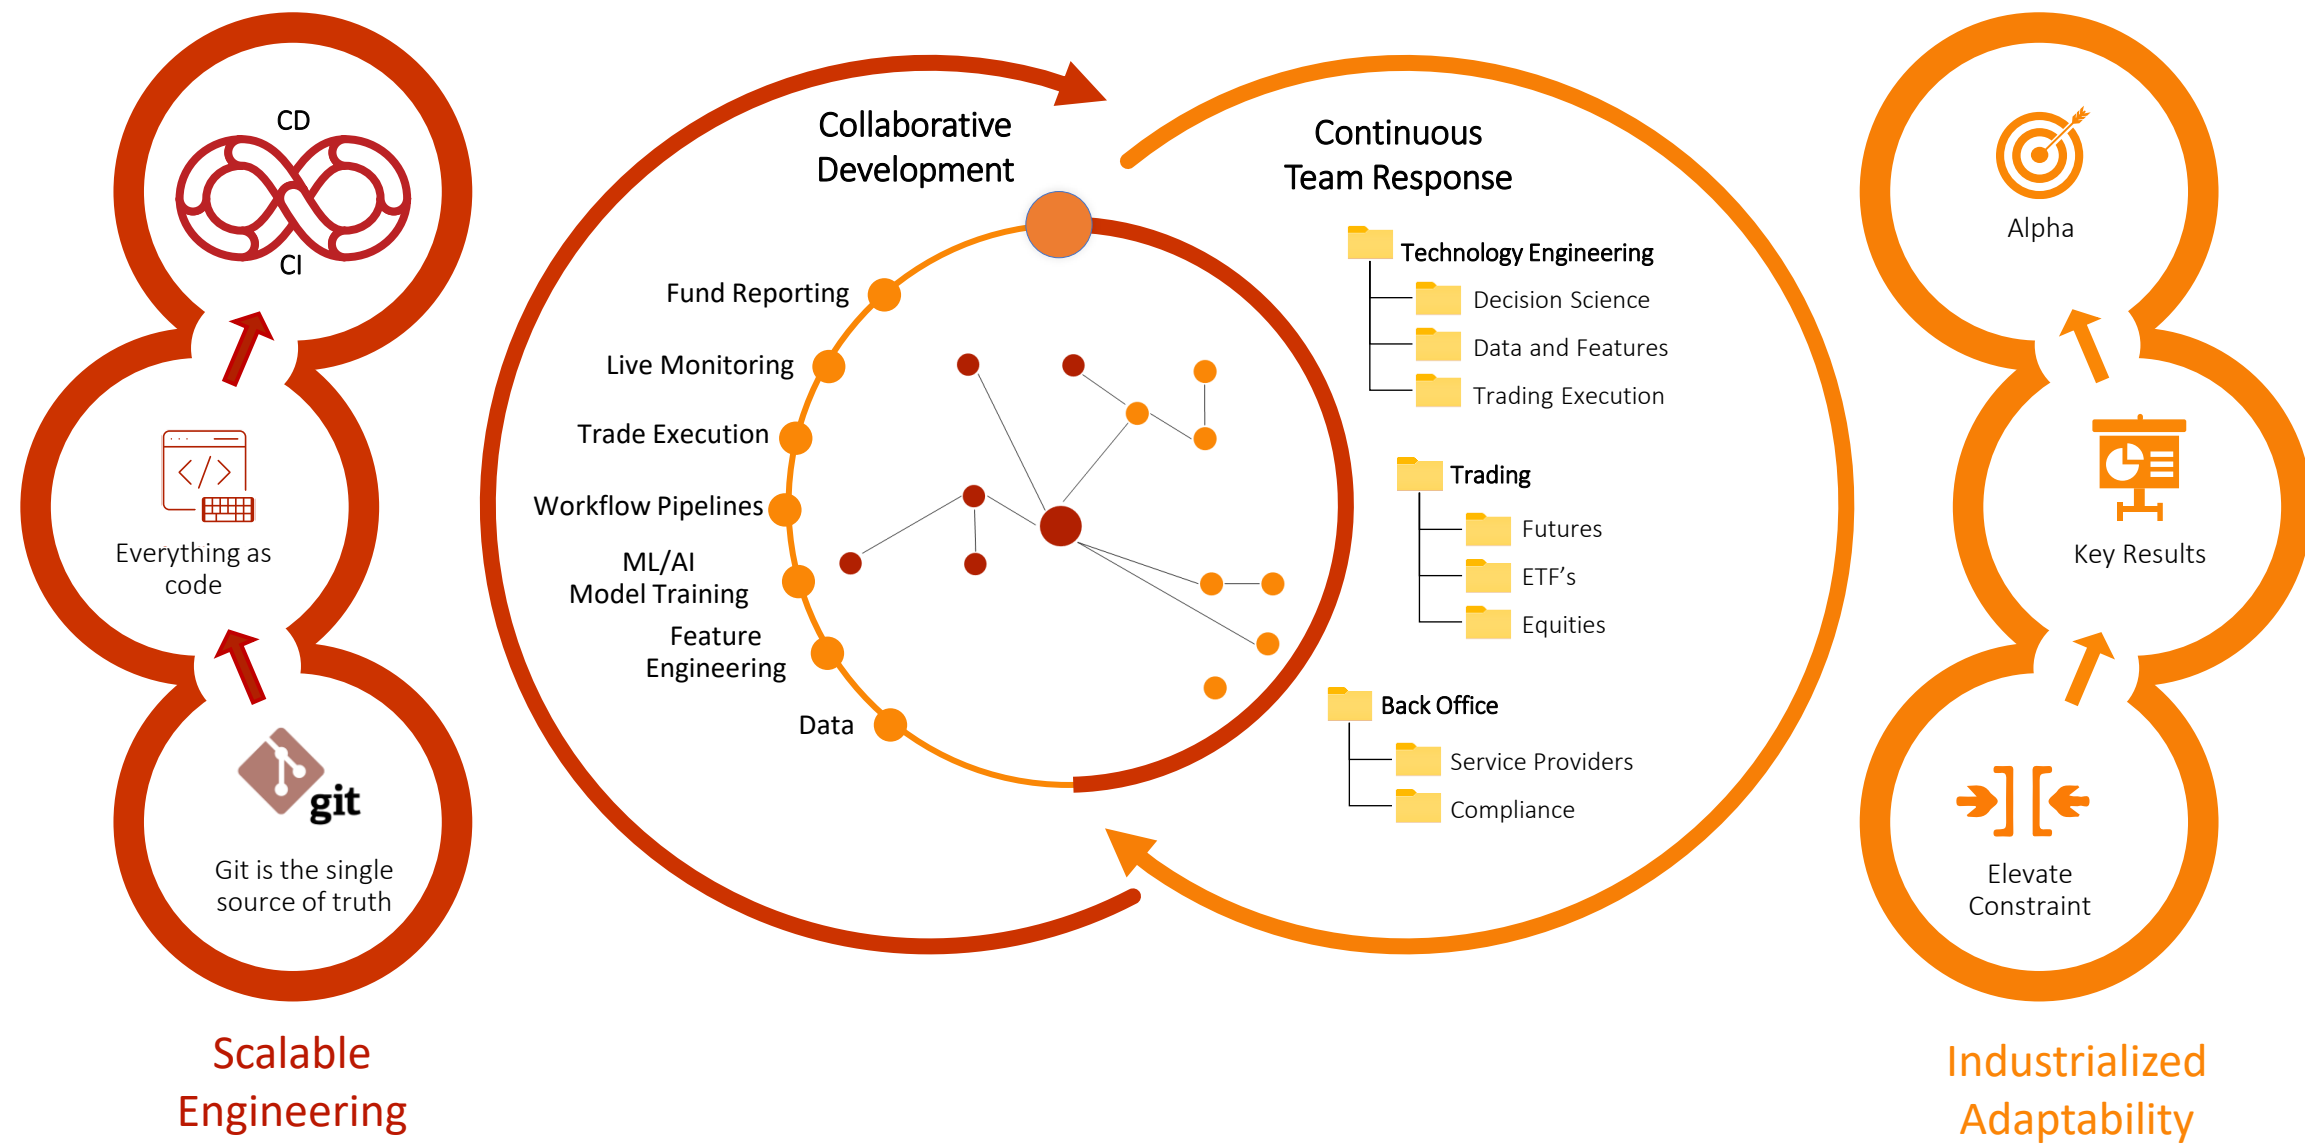 CD
CI
Everything as
code
git
Git is the single
source of truth
Scalable
Engineering
Collaborative
Development
Fund Reporting
Live Monitoring
Trade Execution
Workflow Pipelines
ML/AI
Model Training
Feature
Engineering
Data
Continuous
Team Response
Technology Engineering
Decision Science
Data and Features
Trading Execution
Trading
Futures
ETF’s
Equities
Back Office
Service Providers
Compliance
Alpha
Key Results
Elevate
Constraint
Industrialized
Adaptability